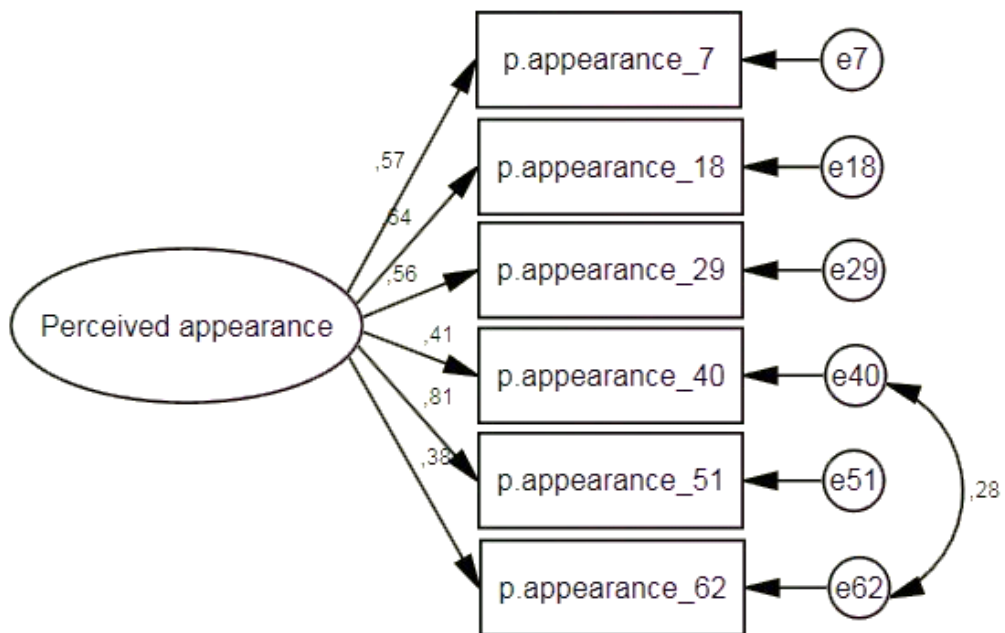 p.appearance_7
e7
,57
p.appearance_18
e18
,64
p.appearance_29
e29
,56
Perceived appearance
p.appearance_40
e40
,41
,81
p.appearance_51
e51
,28
,38
p.appearance_62
e62